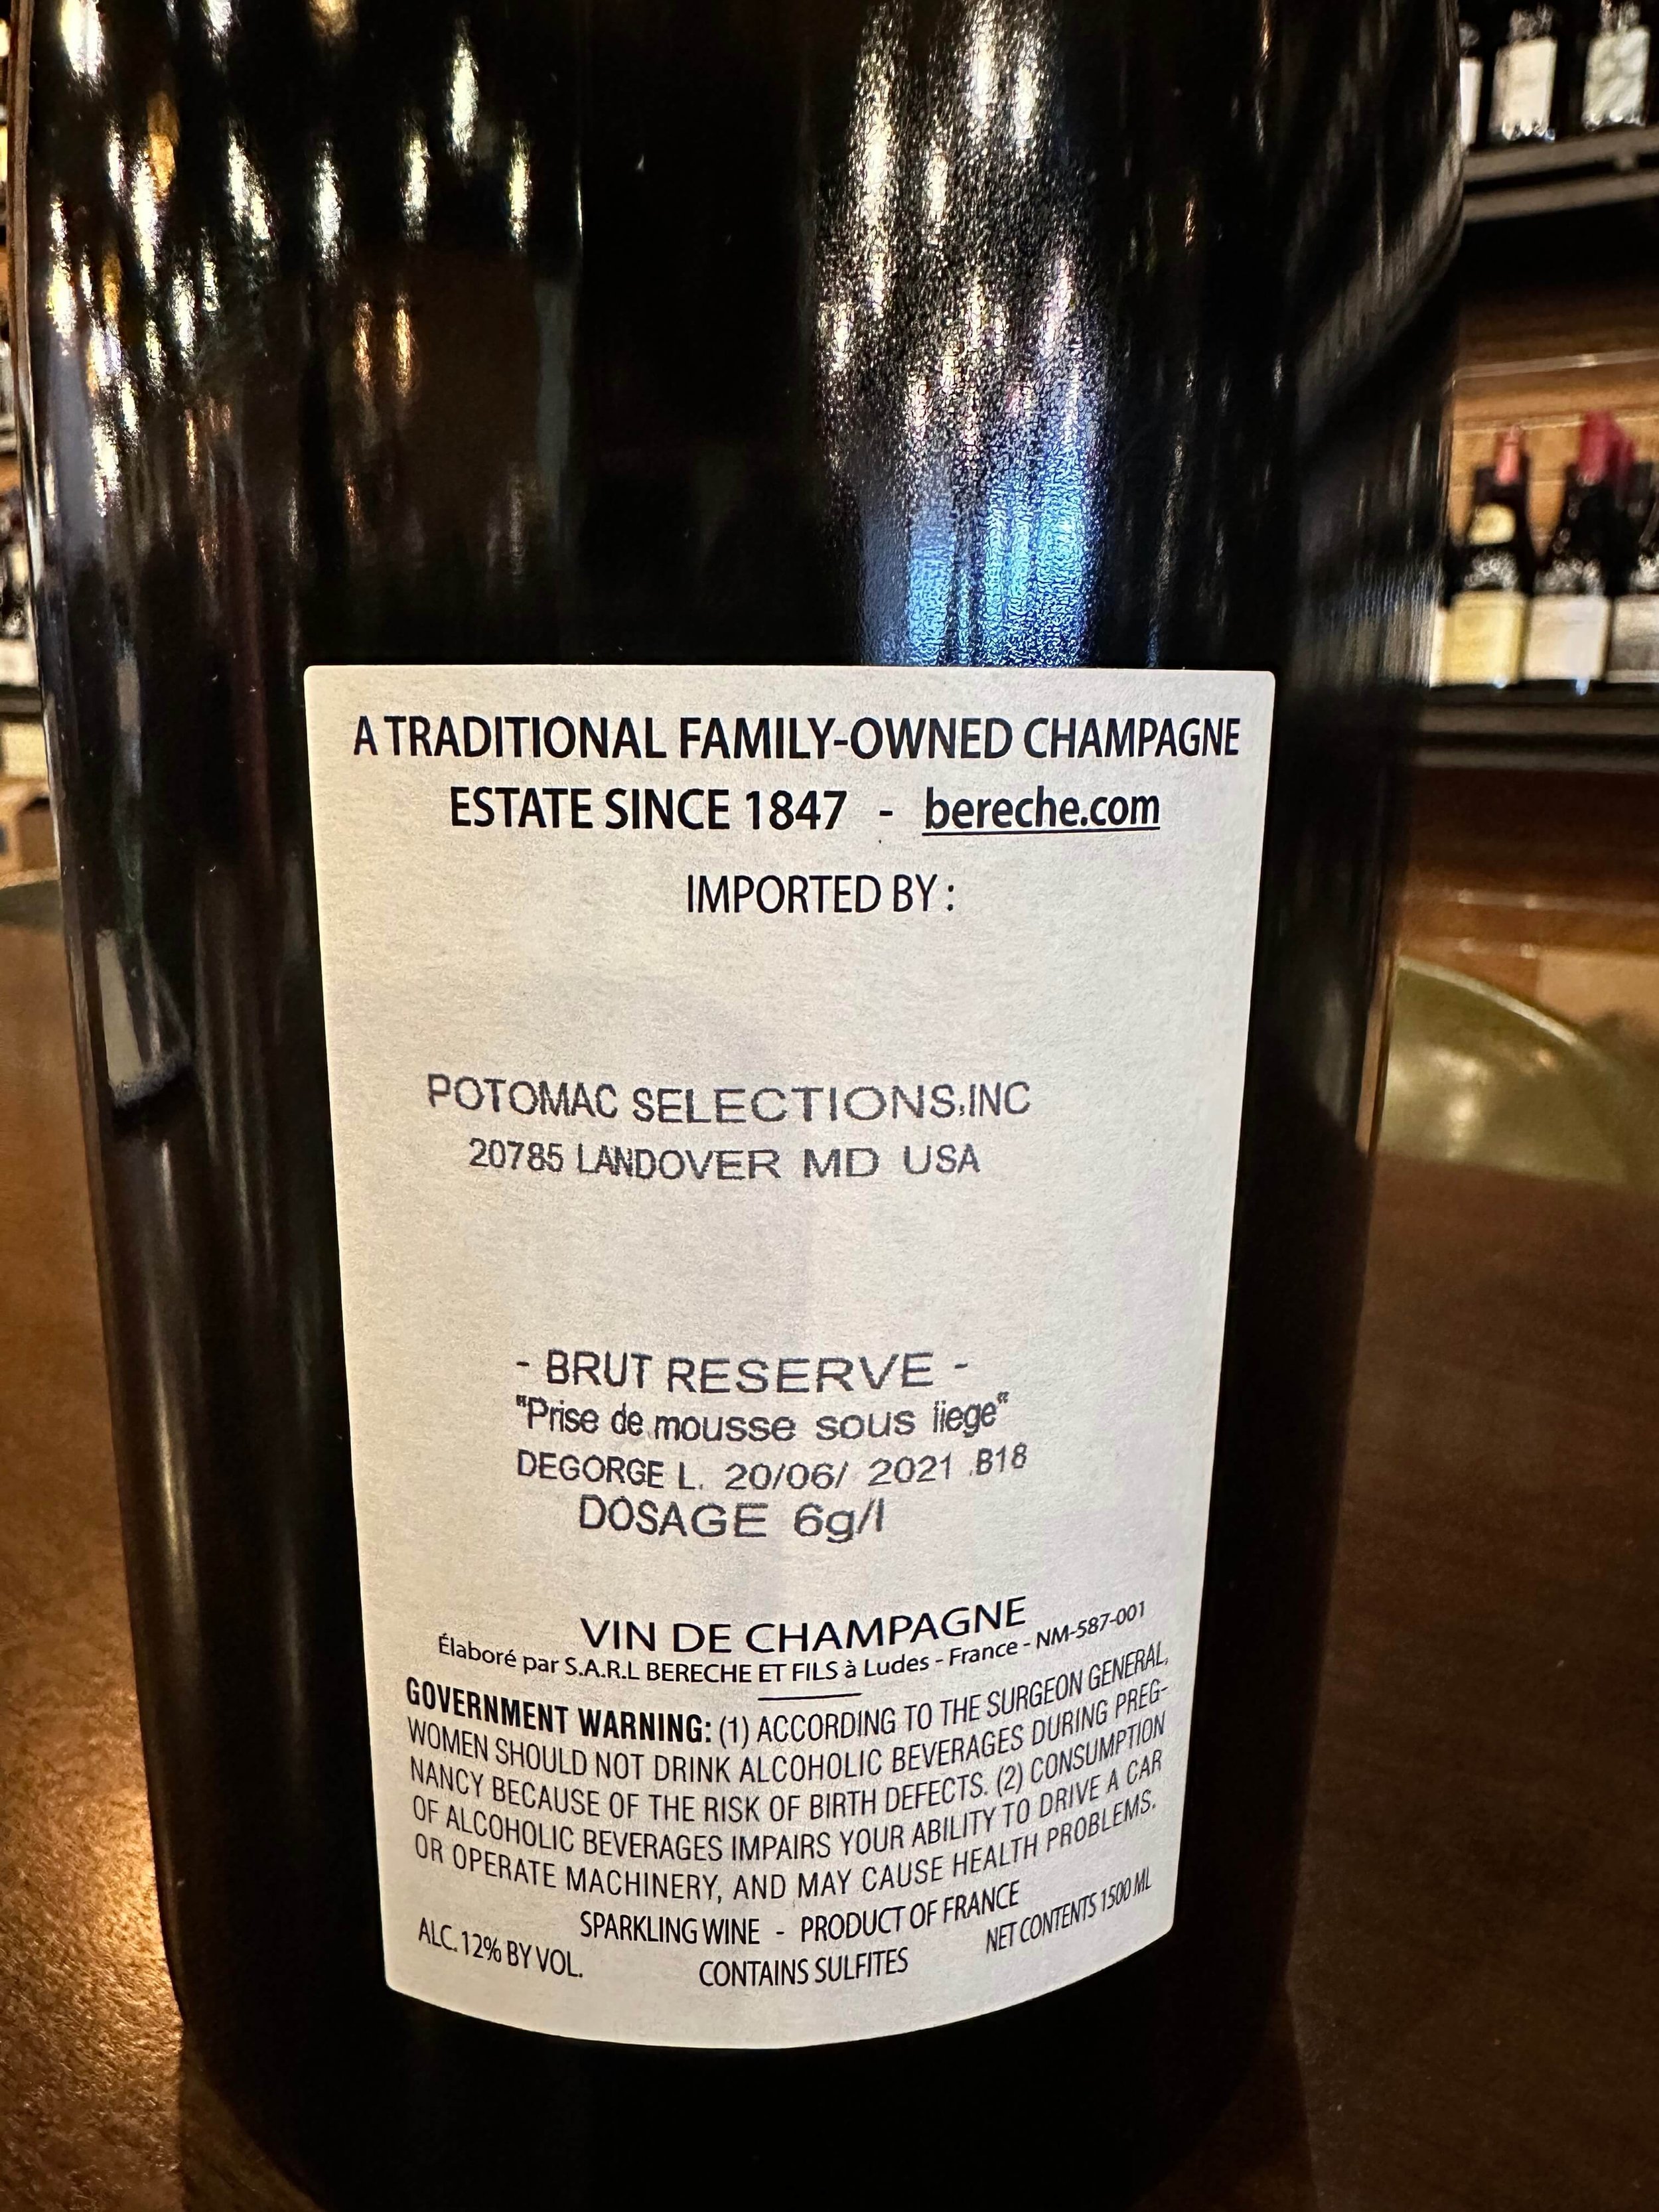 A TRADITIONAL FAMILY-OWNED CHAMPAGNE
ESTATE SINCE 1847 - bereche.com
IMPORTED BY :
POTOMAC SELECTIONS,INC
20785 LANDOVER MD USA
- BRUT RESERVE -
"Prise de mousse sous liege"
DEGORGE L. 20/06/ 2021 .B18
DOSAGE 6g/l
VIN DE CHAMPAGNE
Élaboré par S.A.R.L BERECHE ET FILS à Ludes - France - NM-587-001
GOVERNMENT WARNING: (1) ACCORDING TO THE SURGEON GENERAL,
WOMEN SHOULD NOT DRINK ALCOHOLIC BEVERAGES DURING PREG-
NANCY BECAUSE OF THE RISK OF BIRTH DEFECTS. (2) CONSUMPTION
OF ALCOHOLIC BEVERAGES IMPAIRS YOUR ABILITY TO DRIVE A CAR
OR OPERATE MACHINERY, AND MAY CAUSE HEALTH PROBLEMS.
SPARKLING WINE - PRODUCT OF FRANCE
ALC. 12% BY VOL. CONTAINS SULFITES NET CONTENTS 1500 ML